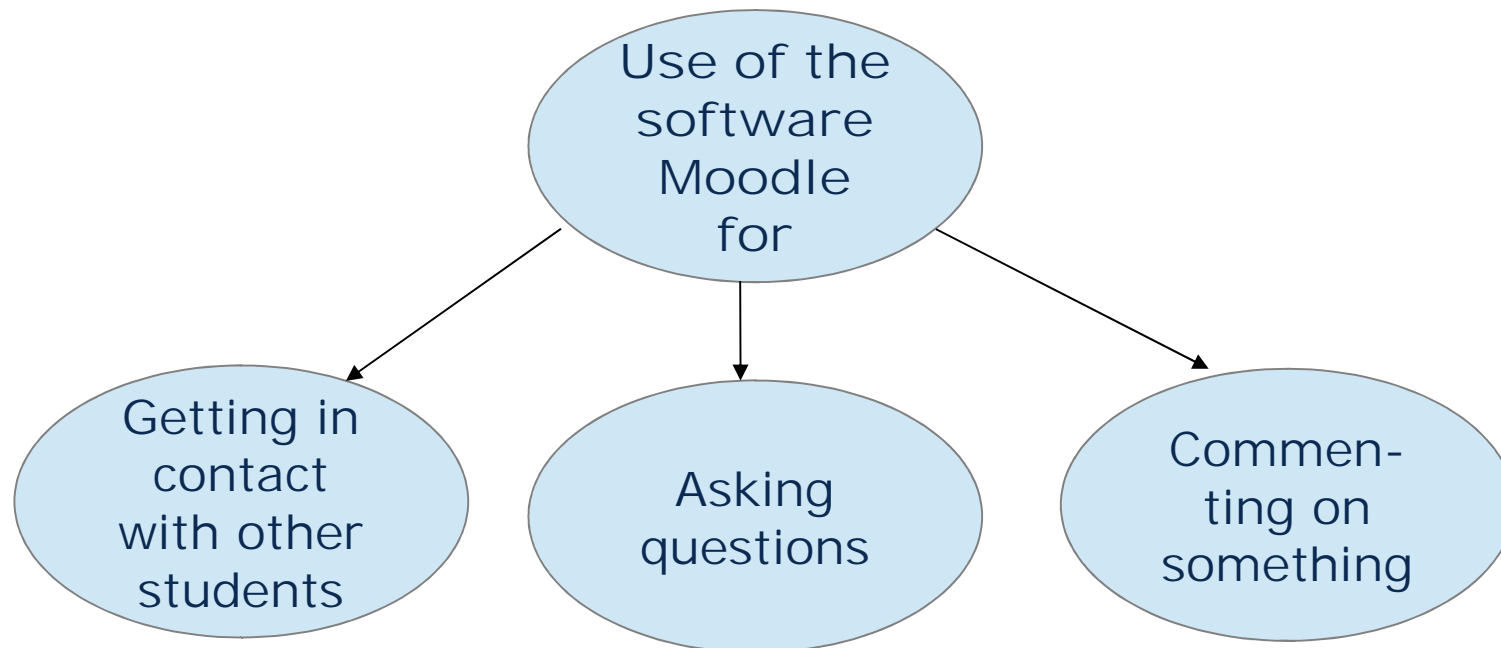 Use of the
software
Moodle
for
Getting in
contact
with other
students
Asking
questions
Commen-
ting on
something